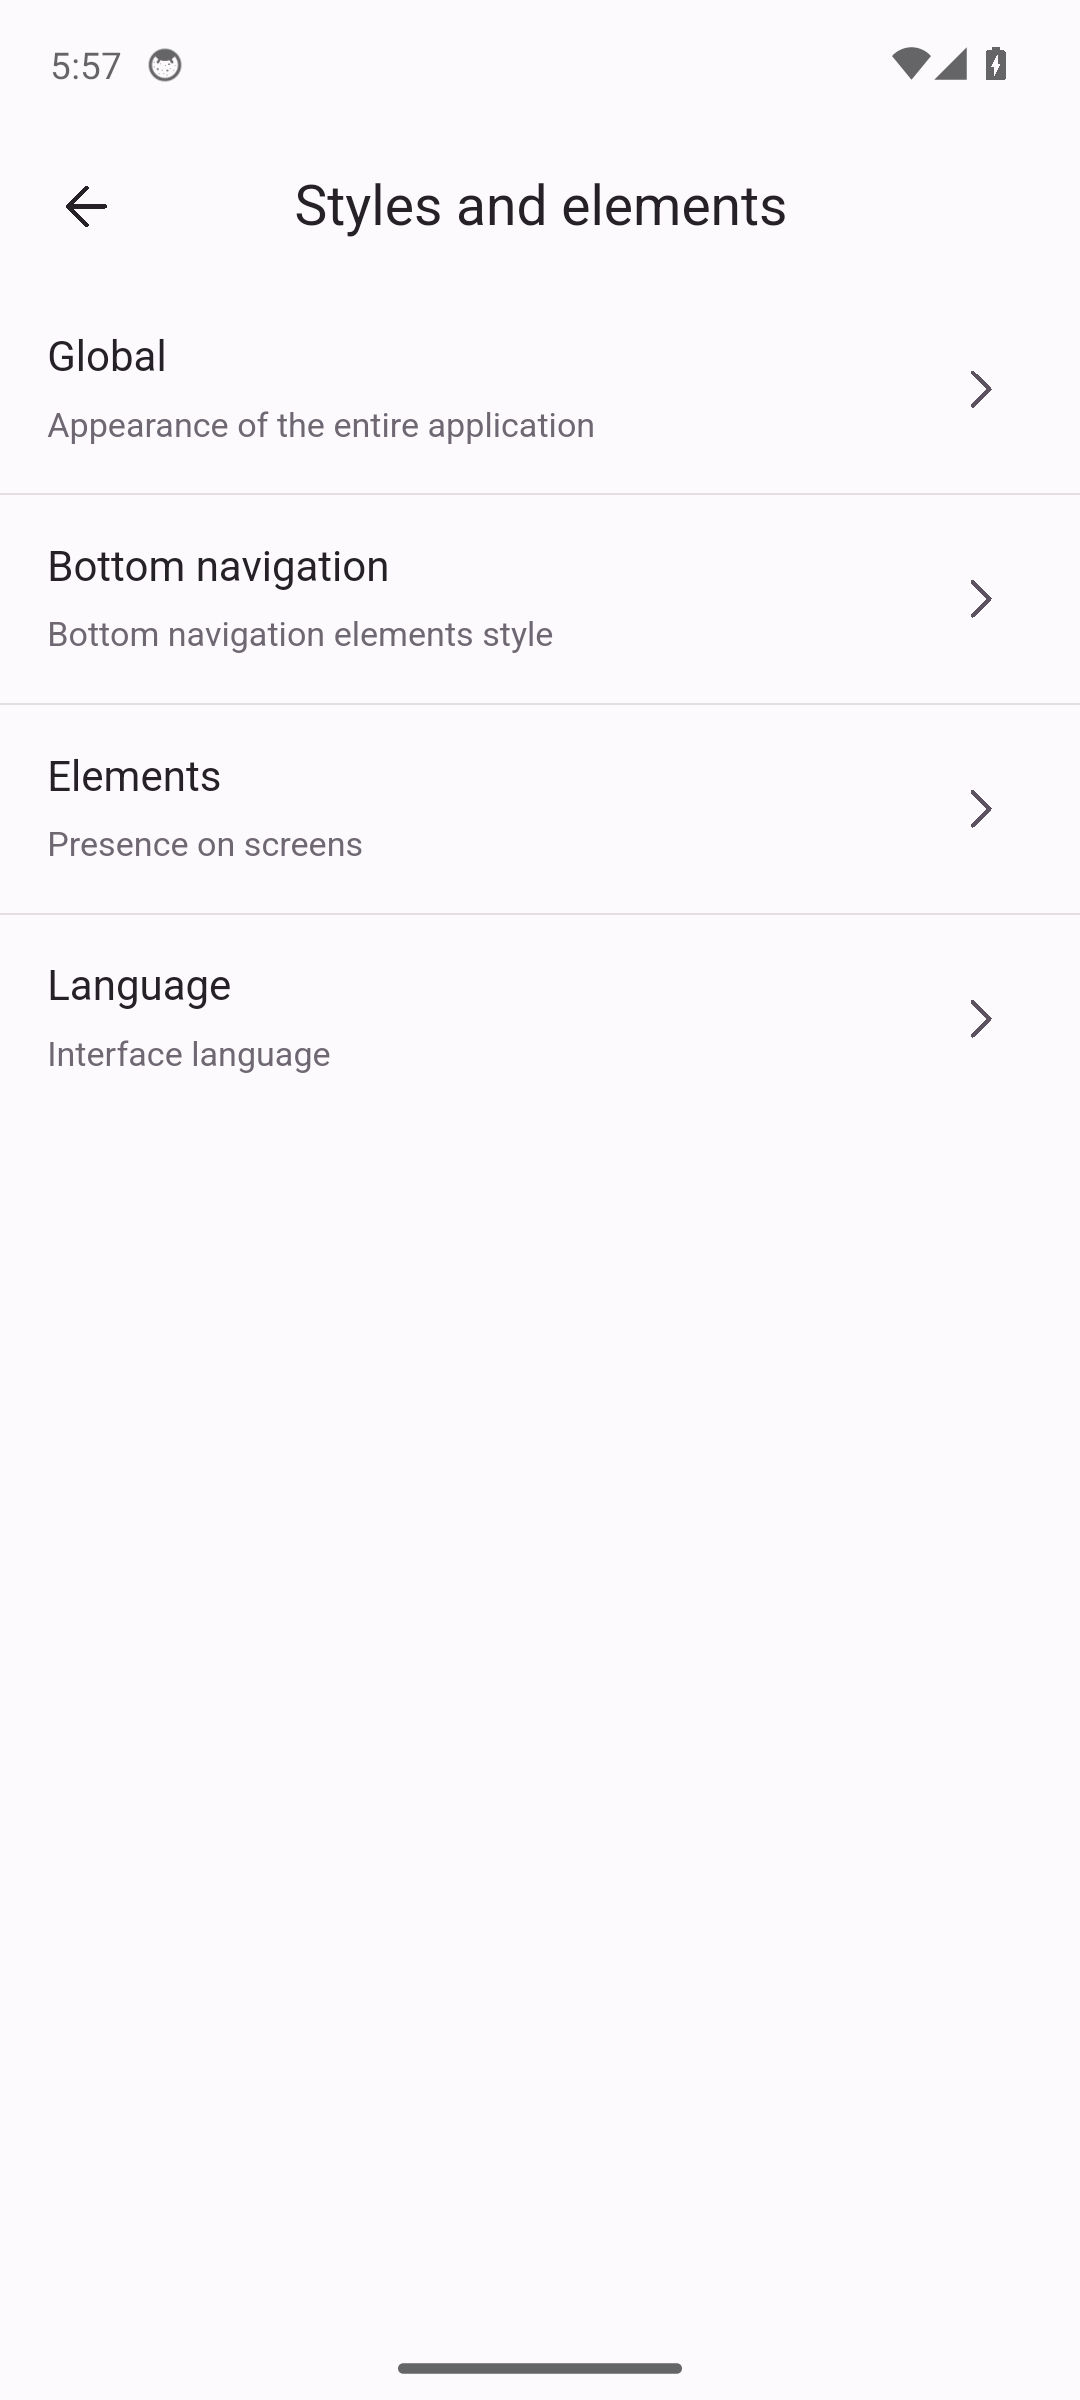 5:57
Styles and elements
Global
Appearance of the entire application
Bottom navigation
Bottom navigation elements style
Elements
Presence on screens
Language
Interface language